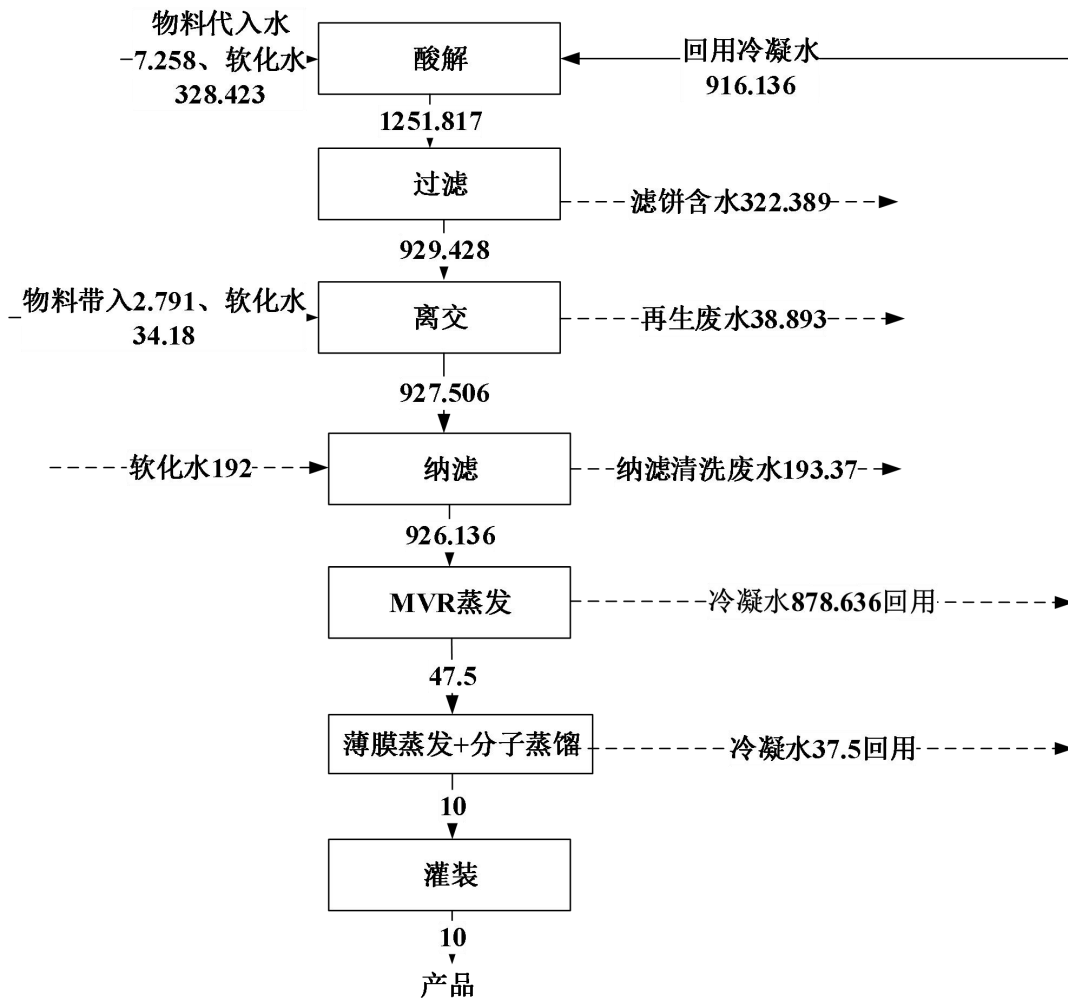 物料代入水
7.258、软化水
328.423
酸解
回用冷凝水
916.136
1251.817
过滤
滤饼含水322.389
929.428
物料带入2.791、软化水
34.18
离交
再生废水38.893
927.506
软化水192
纳滤
纳滤清洗废水193.37
926.136
MVR蒸发
冷凝水878.636回用
47.5
薄膜蒸发+分子蒸馏
冷凝水37.5回用
10
灌装
10
产品